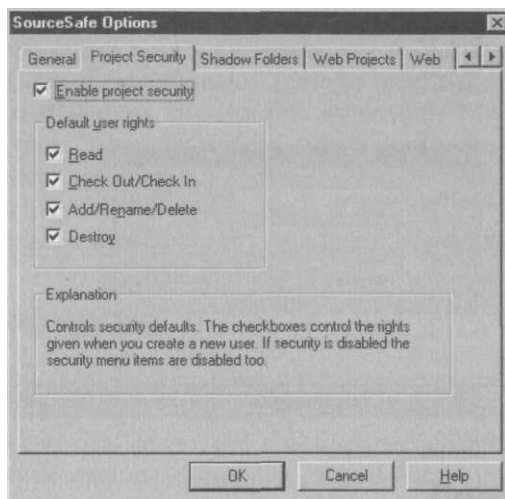 SourceSafe Options
General Project Security Shadow Folders Web Projects Web
Enable project security
Default user rights
Read
Check Out/Check In
Add/Rename/Delete
Destroy
Explanation
Controls security defaults. The checkboxes control the rights
given when you create a new user. If security is disabled the
security menu items are disabled too.
OK Cancel Help